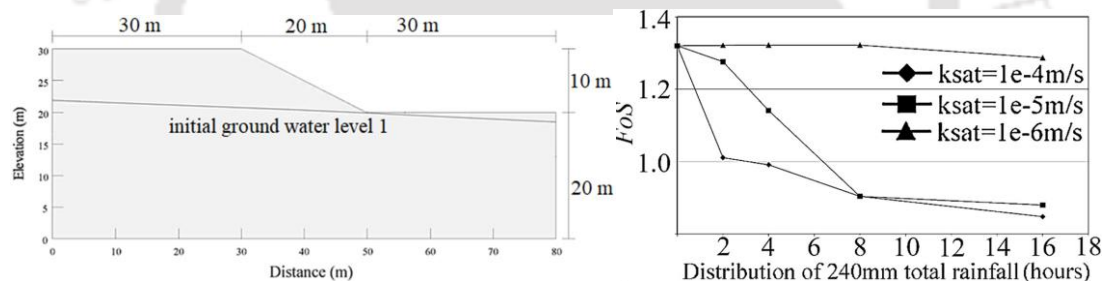 30 m 20 m 30 m
30
25
20
15
10
5
0
Elevation (m)
initial ground water level 1
10 m
20 m
0 10 20 30 40 50 60 70 80
Distance (m)
1.4
1.2
1.0
FoS
ksat=1e-4m/s
ksat=1e-5m/s
ksat=1e-6m/s
2 4 6 8 10 12 14 16 18
Distribution of 240mm total rainfall(hours)